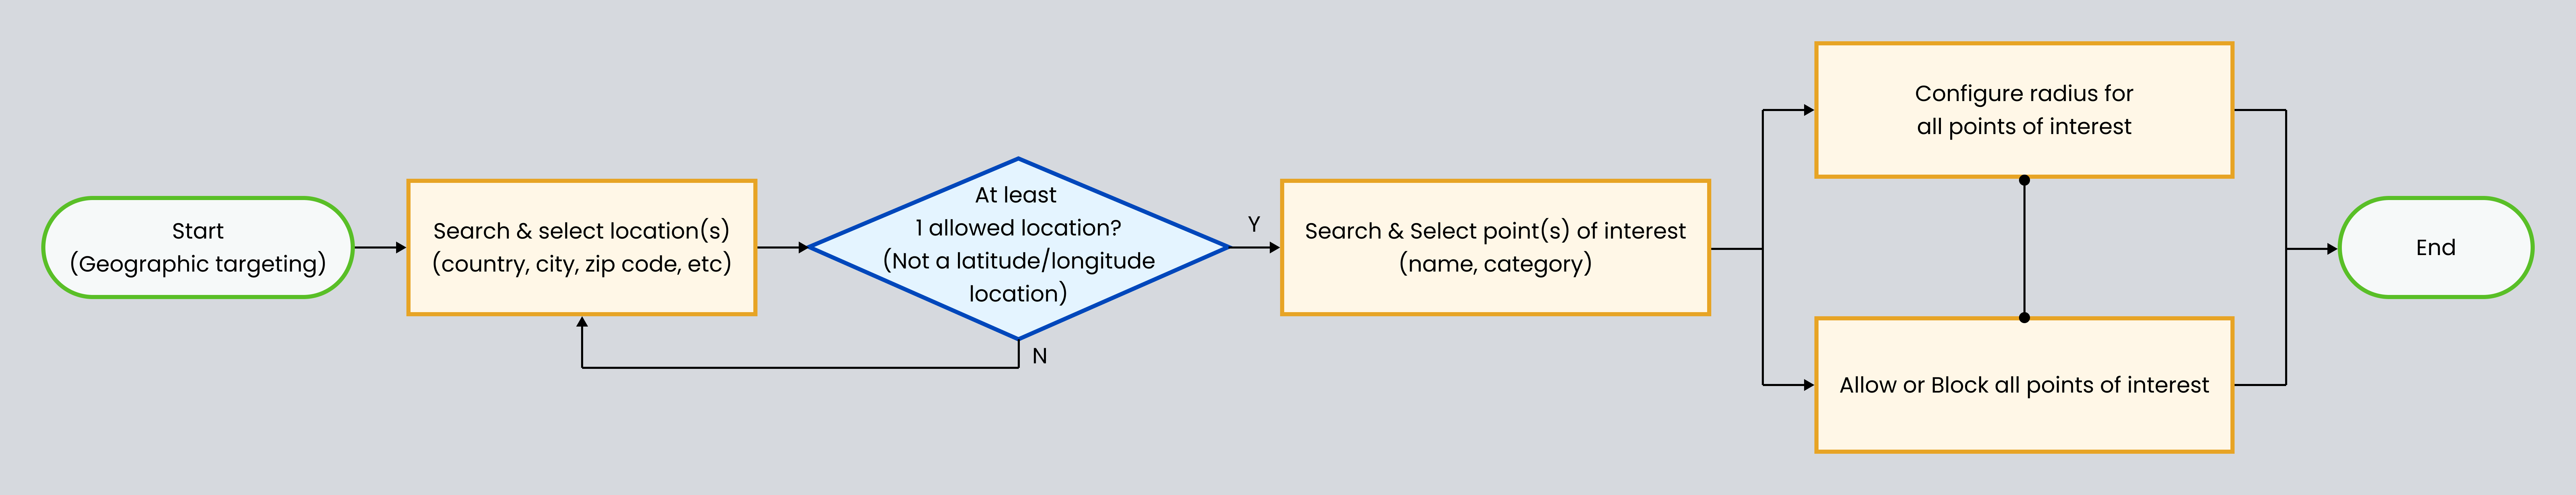 Start
(Geographic targeting)
Search & select location(s)
(country, city, zip code, etc)
At least
1 allowed location?
(Not a latitude/longitude
location)
Y
N
Search & Select point(s) of interest
(name, category)
Configure radius for
all points of interest
Allow or Block all points of interest
End